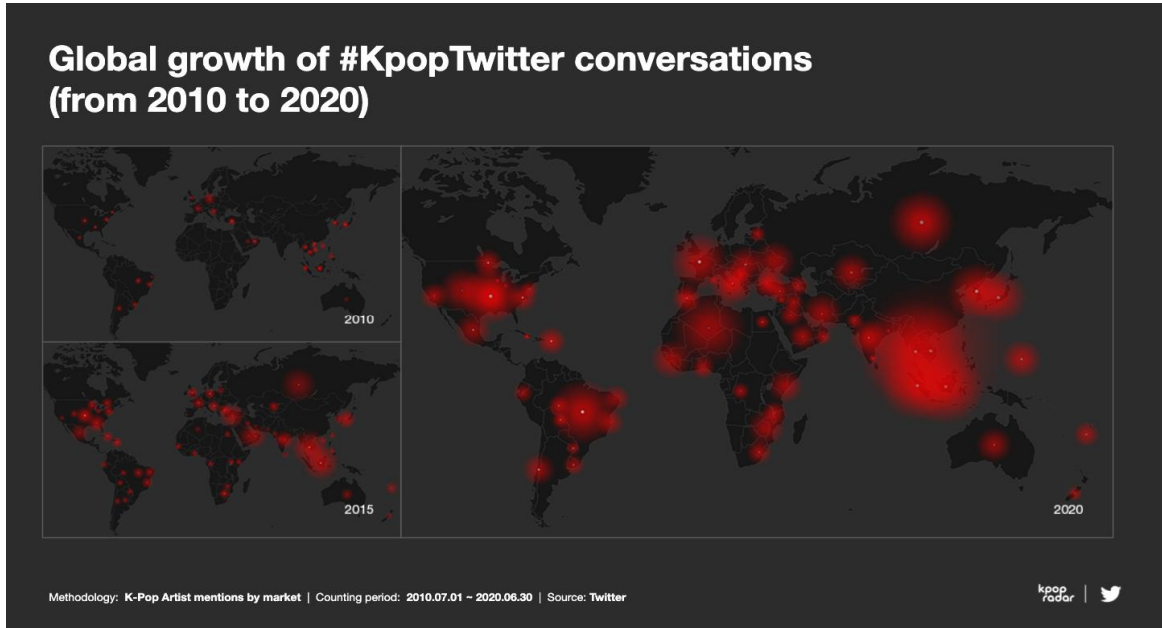 Global growth of #KpopTwitter conversations
(from 2010 to 2020)
2010
2015
2020
Methodology: K-Pop Artist mentions by market | Counting period: 2010.07.01 ~ 2020.06.30 | Source: Twitter
kpop
radar